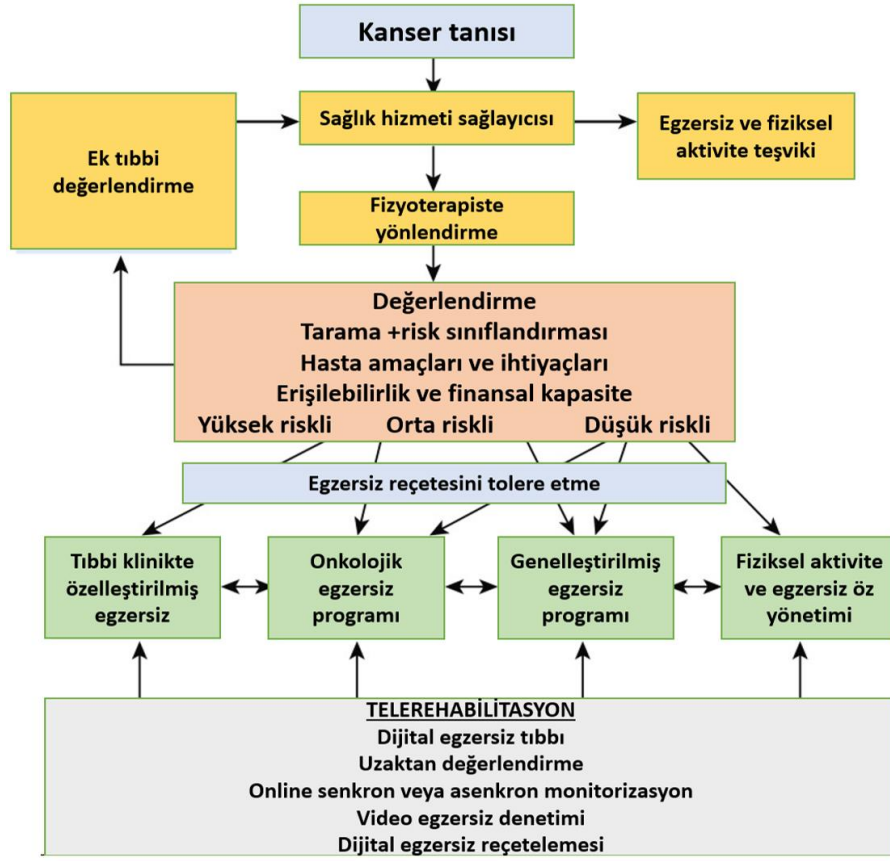 Kanser tanısı
Sağlık hizmeti sağlayıcısı
Egzersiz ve fiziksel
aktivite teşviki
Ek tıbbi
değerlendirme
Fizyoterapiste
yönlendirme
Değerlendirme
Tarama +risk sınıflandırması
Hasta amaçları ve ihtiyaçları
Erişilebilirlik ve finansal kapasite
Yüksek riskli Orta riskli Düşük riskli
Egzersiz reçetesini tolere etme
Tıbbi klinikte
özelleştirilmiş
egzersiz
Onkolojik
egzersiz
programı
Genelleştirilmiş
egzersiz
programı
Fiziksel aktivite
ve egzersiz öz
yönetimi
TELEREHABİLİTASYON
Dijital egzersiz tıbbı
Uzaktan değerlendirme
Online senkron veya asenkron monitorizasyon
Video egzersiz denetimi
Dijital egzersiz reçetelemesi